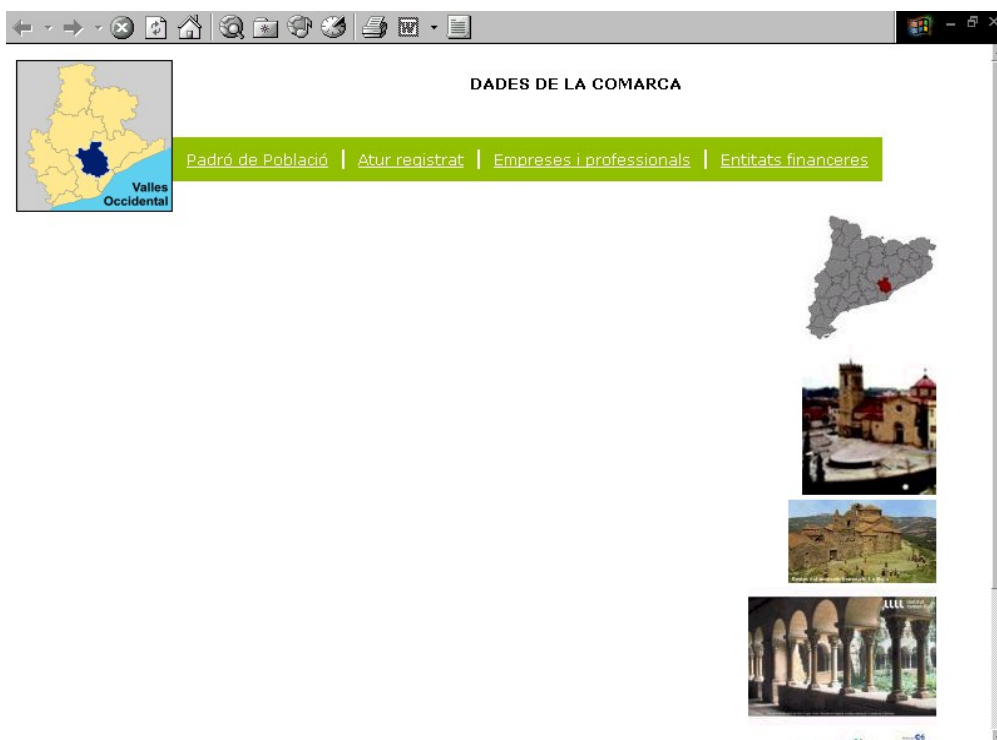 DADES DE LA COMARCA
Padró de Població | Atur registrat | Empreses i professionals | Entitats financeres
Valles
Occidental